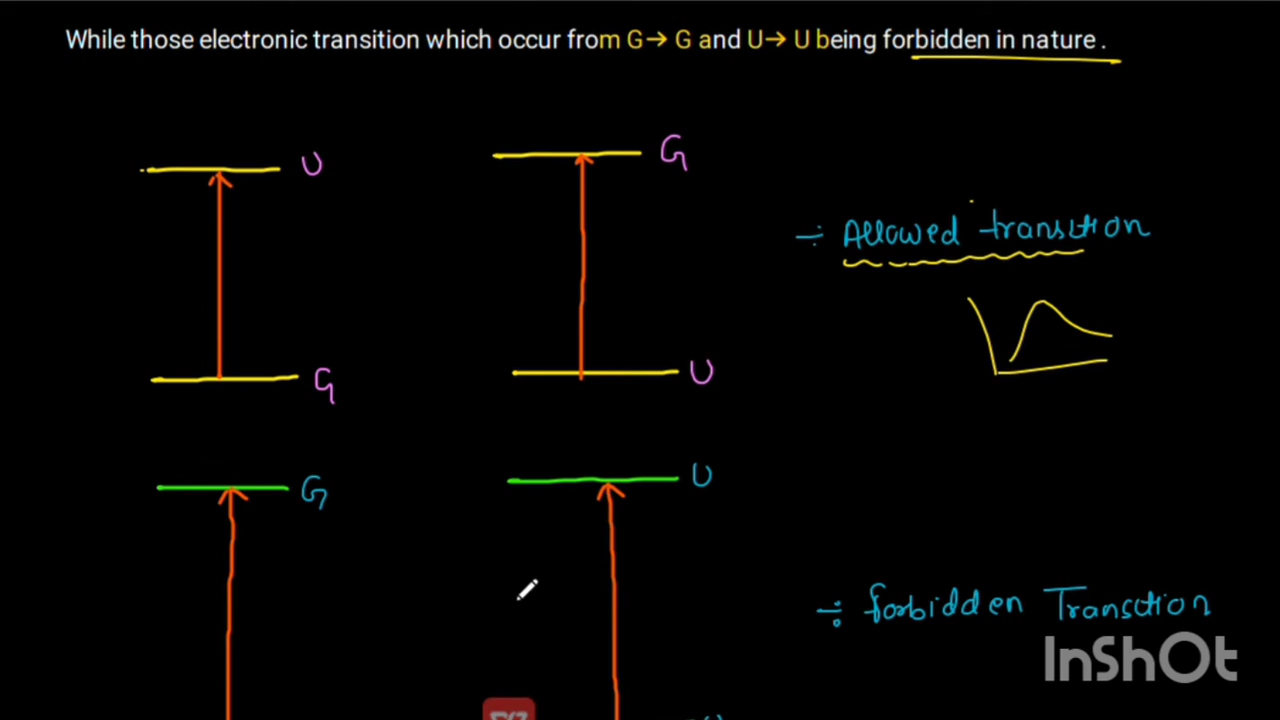 While those electronic transition which occur from G→ G and U→ U being forbidden in nature .
U
G
÷ Allowed transition
G
U
G
U
÷ forbidden Transition
InShOt